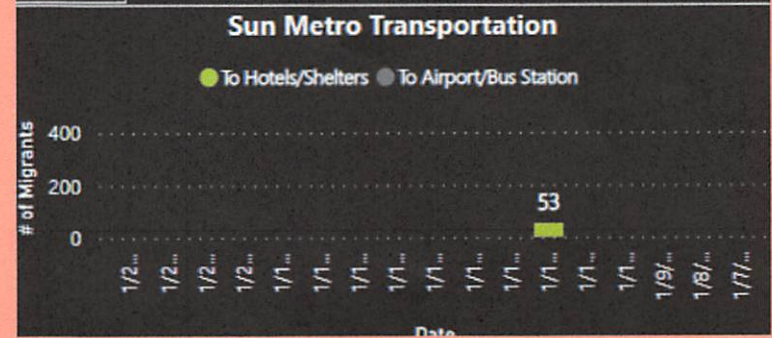 Sun Metro Transportation
To Hotels/Shelters To Airport/Bus Station
# of Migrants
400
200
0
53
1/2... 1/2... 1/2... 1/2... 1/1... 1/1... 1/1... 1/1... 1/1... 1/1... 1/1... 1/1... 1/1... 1/1... 1/9/... 1/8/... 1/7/...
Date